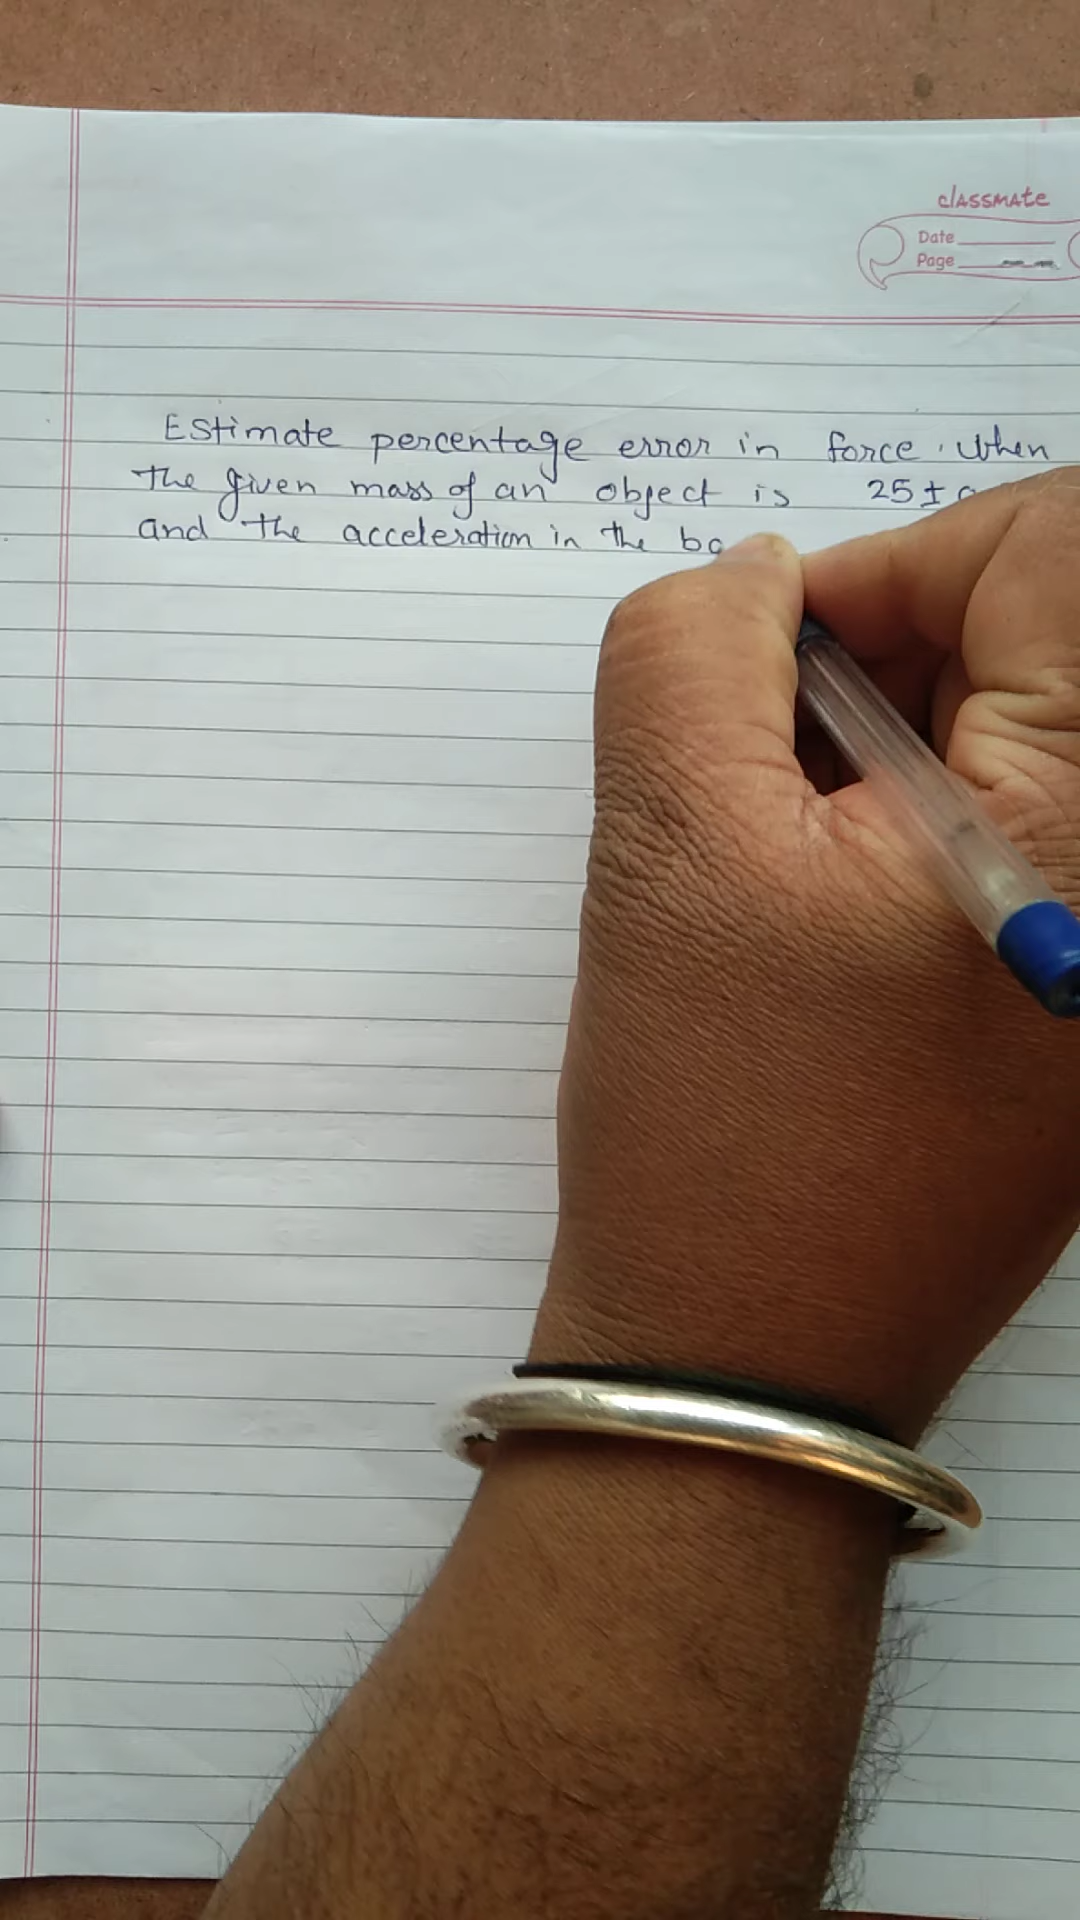 classmate
Date
Page
Estimate percentage error in force. When
the given mass of an object is 25 ±
and the acceleration in the